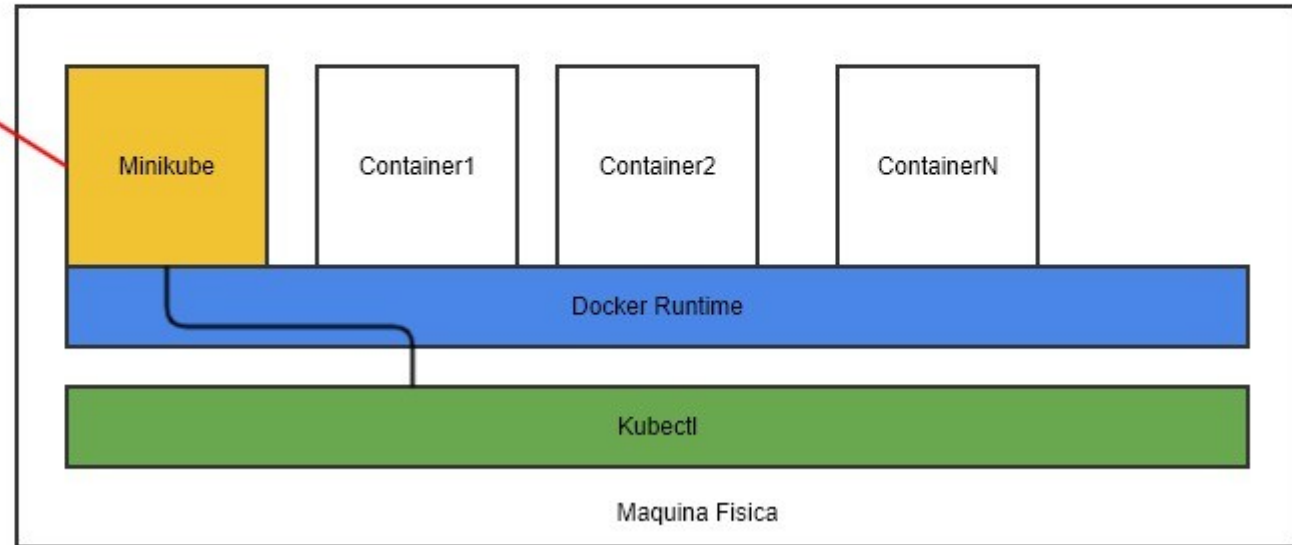 Minikube
Container1
Container2
ContainerN
Docker Runtime
Kubectl
Maquina Fisica